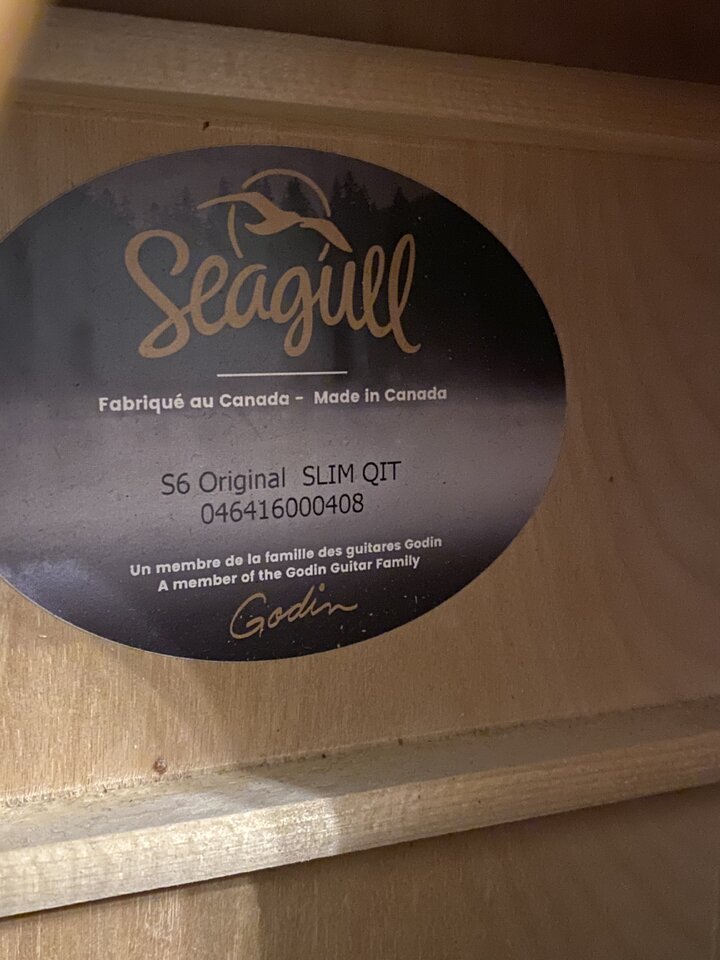 Seagull
Fabriqué au Canada - Made in Canada
S6 Original SLIM QIT
046416000408
Un membre de la famille des guitares Godin
A member of the Godin Guitar Family
Godin